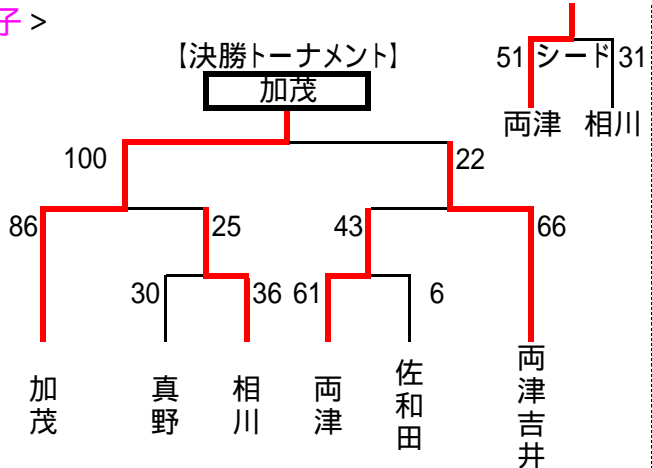 子 >
【決勝トーナメント】
加茂
51 シード 31
両津 相川
100 22
86 25 43 66
30 36 61 6
加茂
真野
相川
両津
佐和田
両津吉井